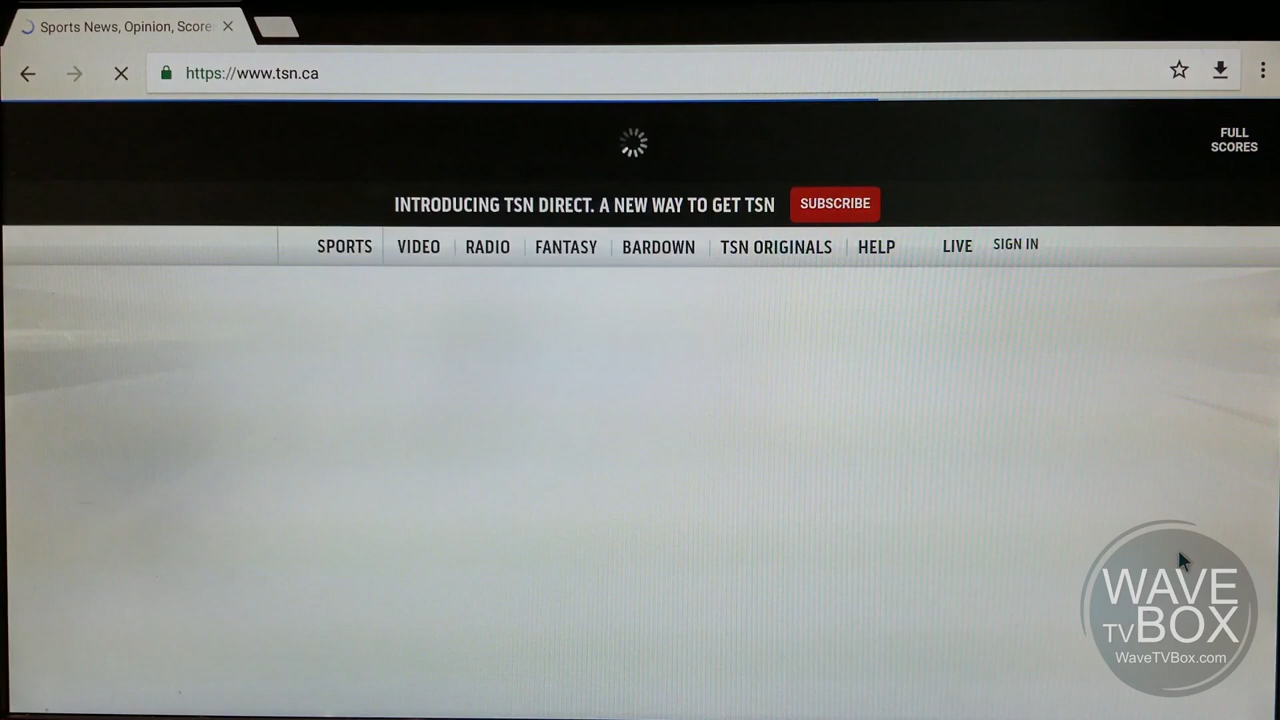 Sports News, Opinion, Score
https://www.tsn.ca
FULL
SCORES
INTRODUCING TSN DIRECT. A NEW WAY TO GET TSN
SUBSCRIBE
SPORTS VIDEO RADIO FANTASY BARDOWN TSN ORIGINALS HELP LIVE SIGN IN
WAVE
TV BOX
WaveTVBox.com